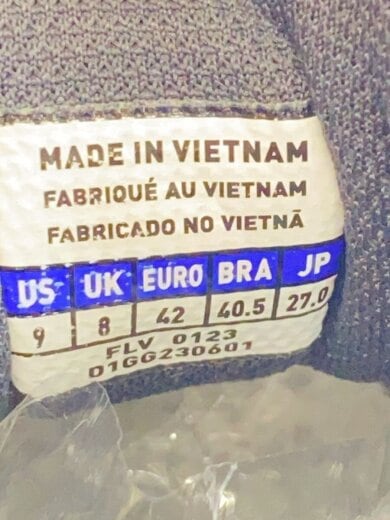 MADE IN VIETNAM
FABRIQUÉ AU VIETNAM
FABRICADO NO VIETNÃ
US UK EURO BRA JP
9 8 42 40.5 27.0
FLV 0123
01GG230601